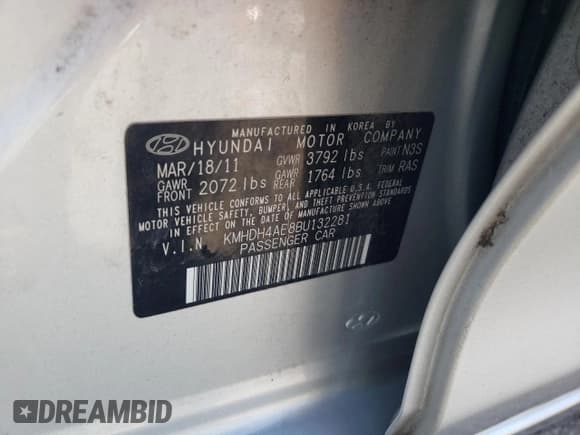 MANUFACTURED IN KOREA BY
HYUNDAI MOTOR COMPANY
MAR/18/11 GVWR 3792 lbs PAINT N3S
GAWR FRONT 2072 lbs GAWR REAR 1764 lbs TRIM RAS
THIS VEHICLE CONFORMS TO ALL APPLICABLE U.S.A. FEDERAL
MOTOR VEHICLE SAFETY, BUMPER, AND THEFT PREVENTION STANDARDS
IN EFFECT ON THE DATE OF MANUFACTURE SHOWN ABOVE.
V.I.N. KMHDH4AE8BU132281
PASSENGER CAR
DREAMBID